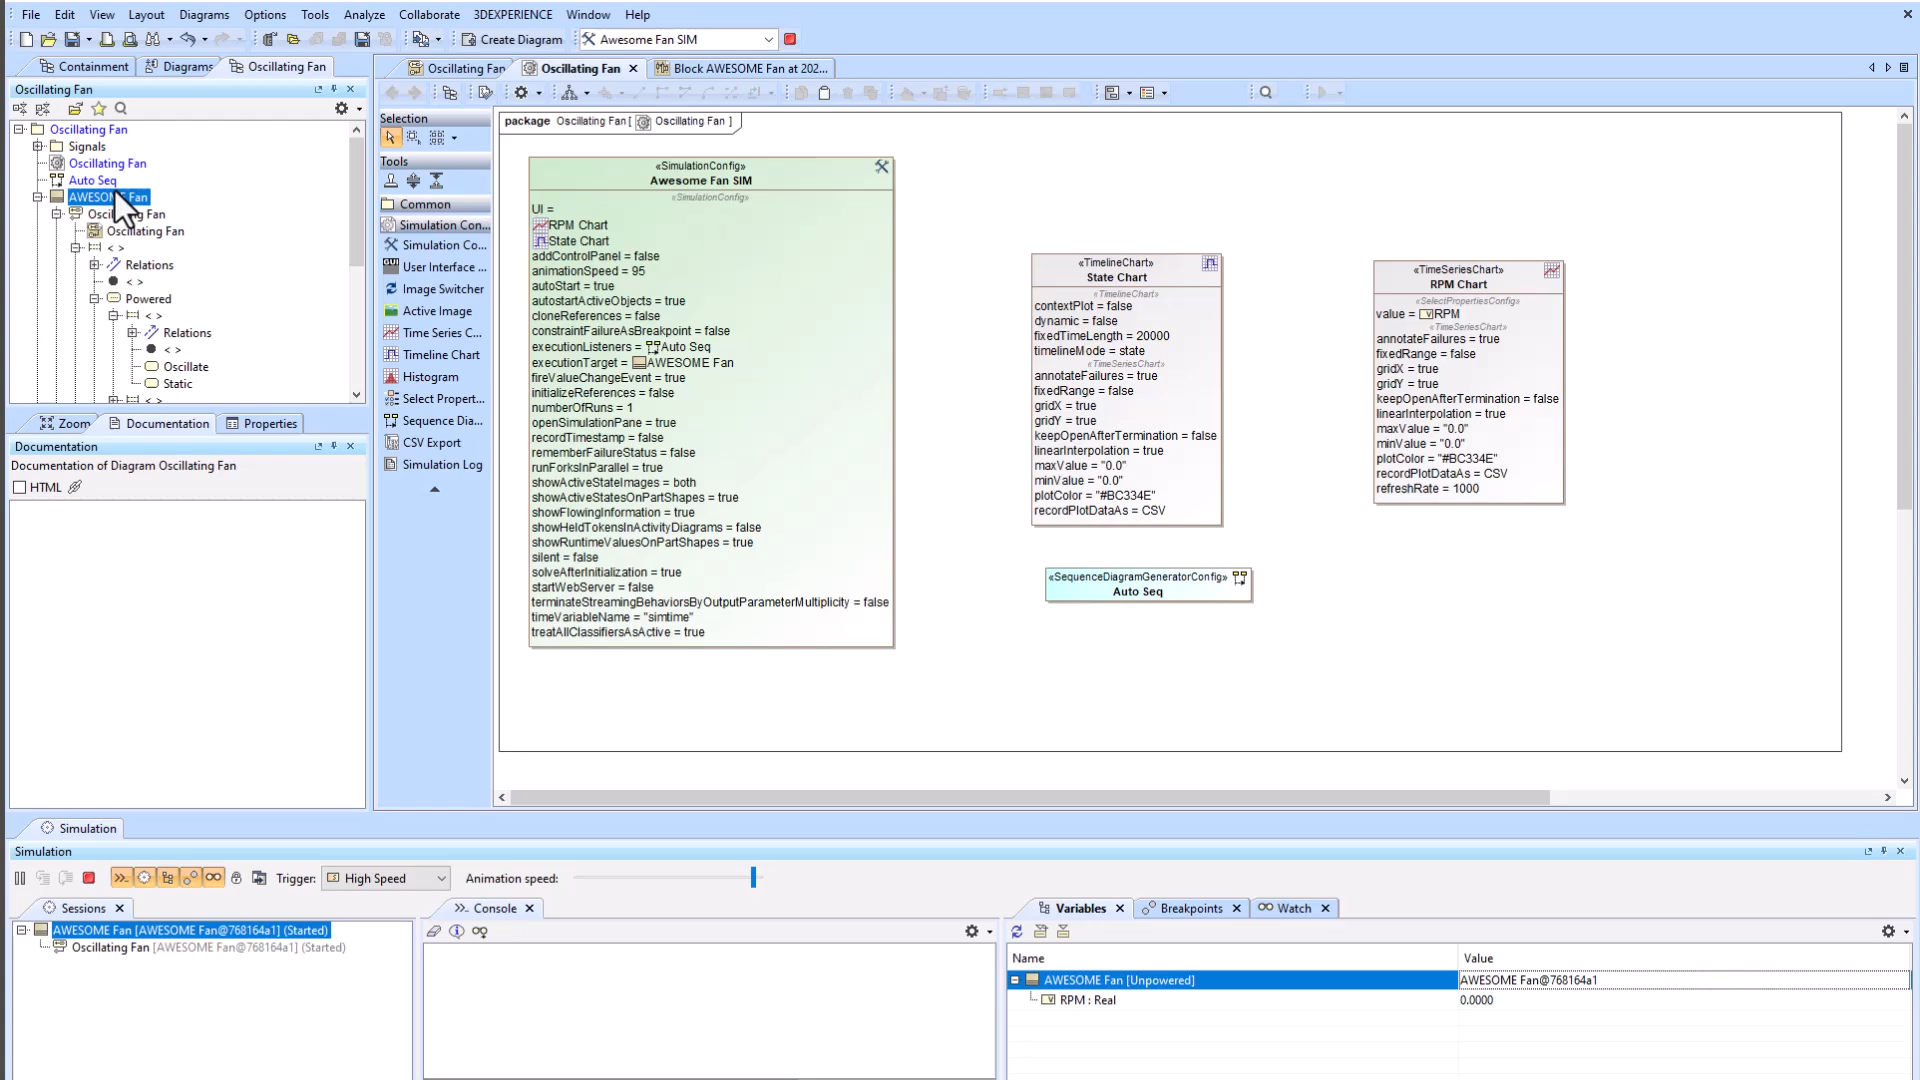 File Edit View Layout Diagrams Options Tools Analyze Collaborate 3DEXPERIENCE Window Help
Create Diagram Awesome Fan SIM
Containment Diagrams Oscillating Fan
Oscillating Fan
Oscillating Fan
Signals
Oscillating Fan
Auto Seq
Oscillating Fan
< >
Relations
< >
Powered
< >
Relations
< >
Oscillate
Static
< >
Zoom Documentation Properties
Documentation
Documentation of Diagram Oscillating Fan
HTML
Oscillating Fan Oscillating Fan Block AWESOME Fan at 202...
Selection
Tools
Common
Simulation Con...
Simulation Co...
User Interface ...
Image Switcher
Active Image
Time Series C...
Timeline Chart
Histogram
Select Propert...
Sequence Dia...
CSV Export
Simulation Log
package Oscillating Fan [ Oscillating Fan ]
«SimulationConfig»
Awesome Fan SIM
«SimulationConfig»
UI =
RPM Chart
State Chart
addControlPanel = false
animationSpeed = 95
autoStart = true
autostartActiveObjects = true
cloneReferences = false
constraintFailureAsBreakpoint = false
executionListeners = Auto Seq
executionTarget = AWESOME Fan
fireValueChangeEvent = true
initializeReferences = false
numberOfRuns = 1
openSimulationPane = true
recordTimestamp = false
rememberFailureStatus = false
runForksInParallel = true
showActiveStateImages = both
showActiveStatesOnPartShapes = true
showFlowingInformation = true
showHeldTokensInActivityDiagrams = false
showRuntimeValuesOnPartShapes = true
silent = false
solveAfterInitialization = true
startWebServer = false
terminateStreamingBehaviorsByOutputParameterMultiplicity = false
timeVariableName = "simtime"
treatAllClassifiersAsActive = true
«TimelineChart»
State Chart
«TimelineChart»
contextPlot = false
dynamic = false
fixedTimeLength = 20000
timelineMode = state
«TimeSeriesChart»
annotateFailures = true
fixedRange = false
gridX = true
gridY = true
keepOpenAfterTermination = false
linearInterpolation = true
maxValue = "0.0"
minValue = "0.0"
plotColor = "#BC334E"
recordPlotDataAs = CSV
«SequenceDiagramGeneratorConfig»
Auto Seq
«TimeSeriesChart»
RPM Chart
«SelectPropertiesConfig»
value = RPM
«TimeSeriesChart»
annotateFailures = true
fixedRange = false
gridX = true
gridY = true
keepOpenAfterTermination = false
linearInterpolation = true
maxValue = "0.0"
minValue = "0.0"
plotColor = "#BC334E"
recordPlotDataAs = CSV
refreshRate = 1000
Simulation
Simulation
Trigger: High Speed Animation speed:
Sessions
AWESOME Fan [AWESOME Fan@768164a1] (Started)
Oscillating Fan [AWESOME Fan@768164a1] (Started)
Console
Variables Breakpoints Watch
Name Value
AWESOME Fan [Unpowered] AWESOME Fan@768164a1
RPM : Real 0.0000